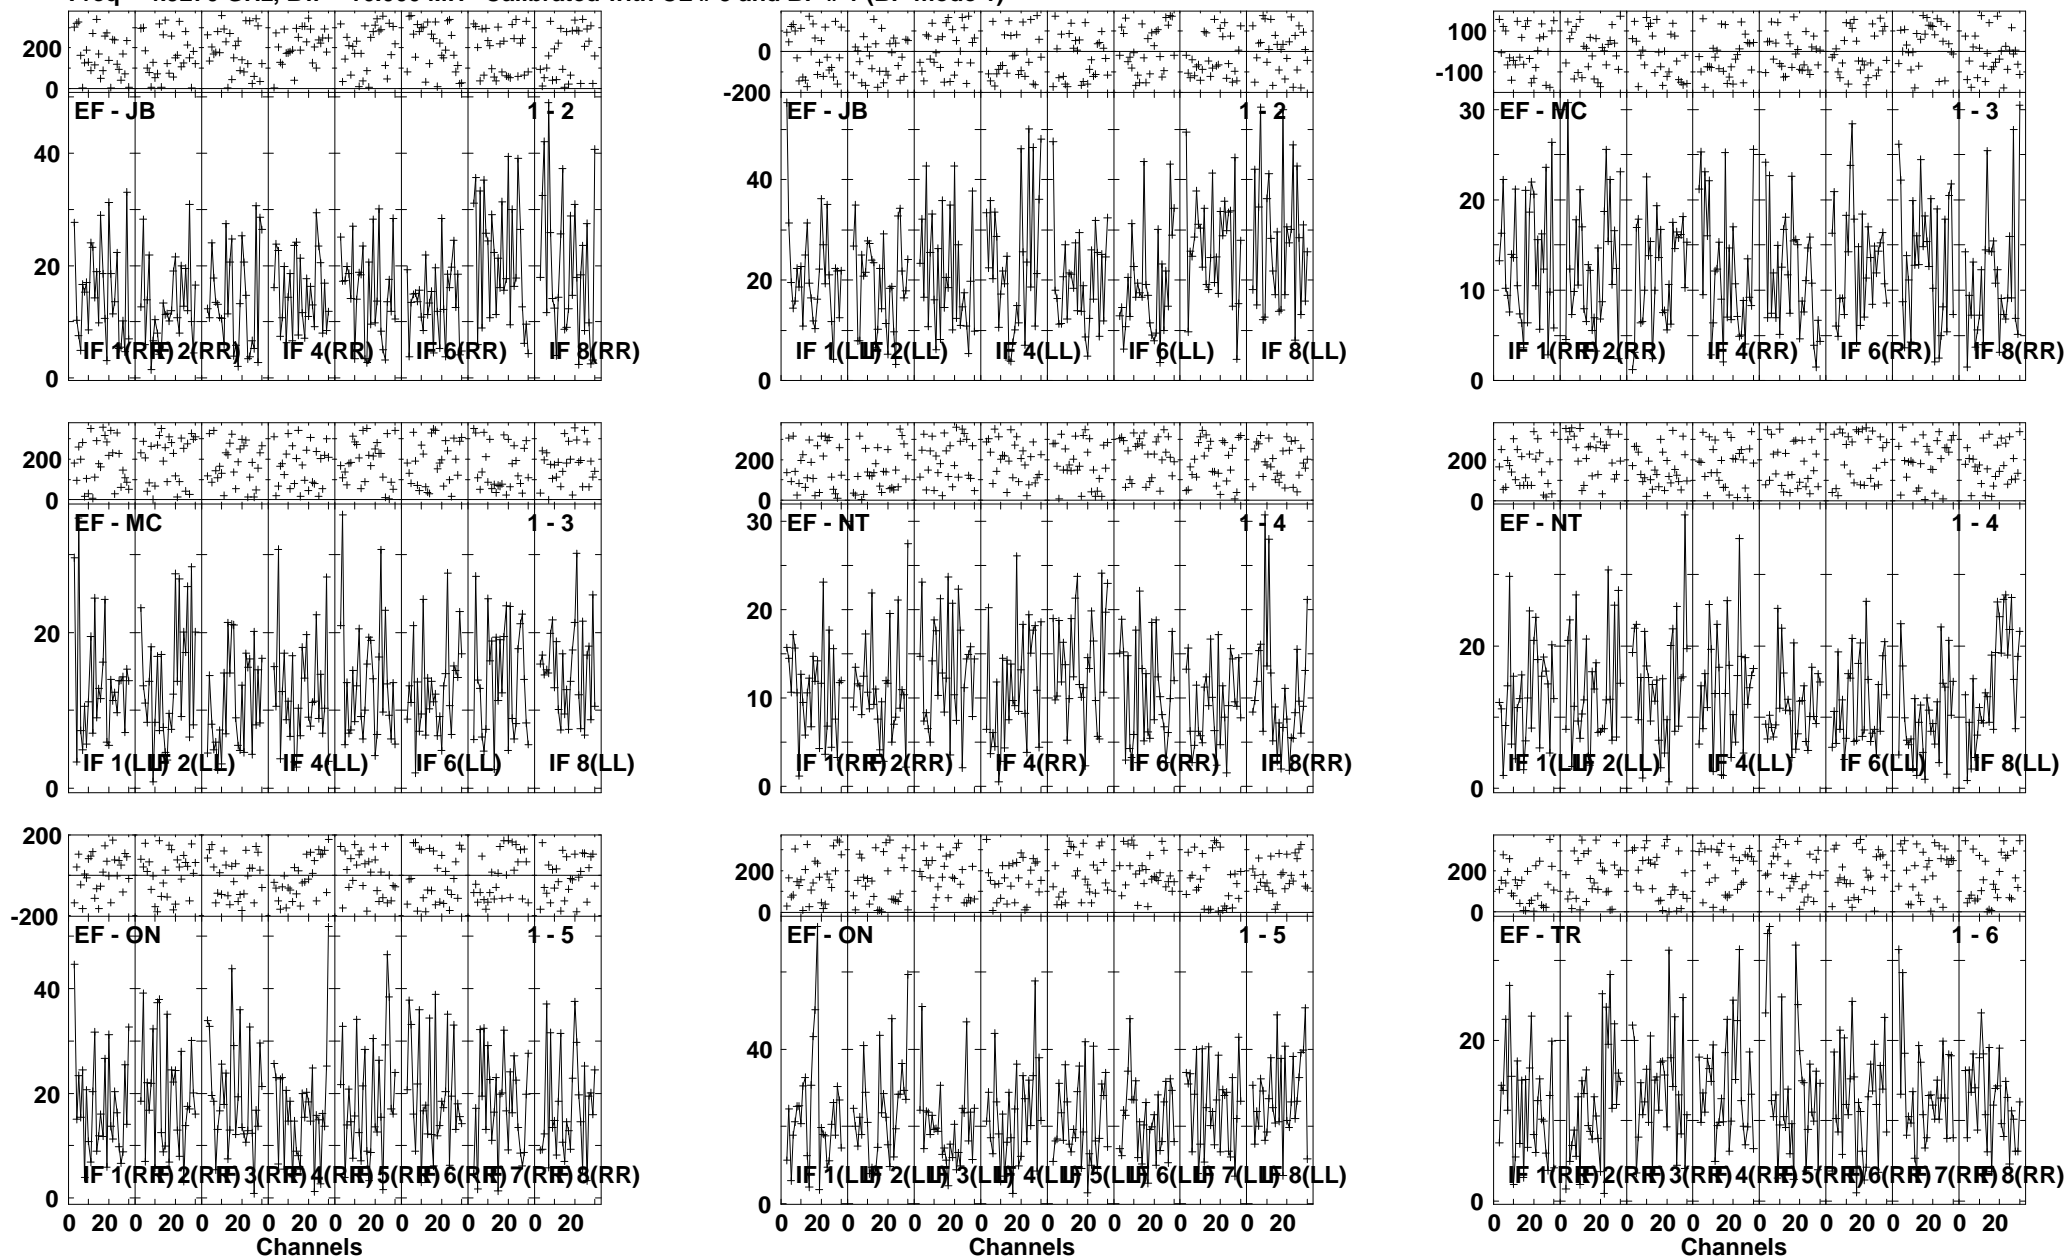 200
0
EF - JB 1 - 2
40
20
0
IF 1(RR) IF 2(RR) IF 4(RR) IF 6(RR) IF 8(RR)
0
-200
EF - JB 1 - 2
40
20
0
IF 1(LL) IF 2(LL) IF 4(LL) IF 6(LL) IF 8(LL)
100
-100
EF - MC 1 - 3
30
20
10
0
IF 1(RR) IF 2(RR) IF 4(RR) IF 6(RR) IF 8(RR)
200
0
EF - MC 1 - 3
20
0
IF 1(LL) IF 2(LL) IF 4(LL) IF 6(LL) IF 8(LL)
200
0
EF - NT 1 - 4
30
20
10
0
IF 1(RR) IF 2(RR) IF 4(RR) IF 6(RR) IF 8(RR)
200
0
EF - NT 1 - 4
20
0
IF 1(LL) IF 2(LL) IF 4(LL) IF 6(LL) IF 8(LL)
200
-200
EF - ON 1 - 5
40
20
0
IF 1(RR) IF 2(RR) IF 3(RR) IF 4(RR) IF 5(RR) IF 6(RR) IF 7(RR) IF 8(RR)
0 20 0 20 0 20 0 20 0 20 0 20 0 20 0 20
Channels
200
0
EF - ON 1 - 5
40
0
IF 1(LL) IF 2(LL) IF 3(LL) IF 4(LL) IF 5(LL) IF 6(LL) IF 7(LL) IF 8(LL)
0 20 0 20 0 20 0 20 0 20 0 20 0 20 0 20
Channels
200
0
EF - TR 1 - 6
20
0
IF 1(RR) IF 2(RR) IF 3(RR) IF 4(RR) IF 5(RR) IF 6(RR) IF 7(RR) IF 8(RR)
0 20 0 20 0 20 0 20 0 20 0 20 0 20 0 20
Channels